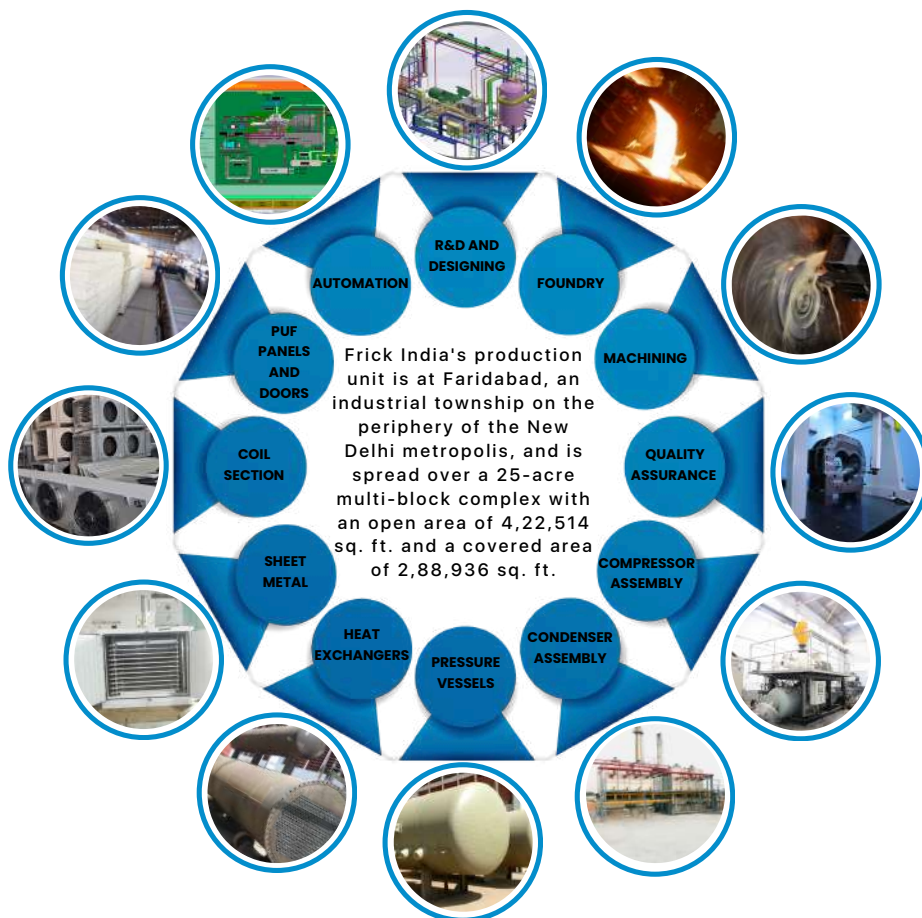 R&D AND
DESIGNING
FOUNDRY
MACHINING
QUALITY
ASSURANCE
COMPRESSOR
ASSEMBLY
CONDENSER
ASSEMBLY
PRESSURE
VESSELS
HEAT
EXCHANGERS
SHEET
METAL
COIL
SECTION
PUF
PANELS
AND
DOORS
AUTOMATION
Frick India's production
unit is at Faridabad, an
industrial township on the
periphery of the New
Delhi metropolis, and is
spread over a 25-acre
multi-block complex with
an open area of 4,22,514
sq. ft. and a covered area
of 2,88,936 sq. ft.